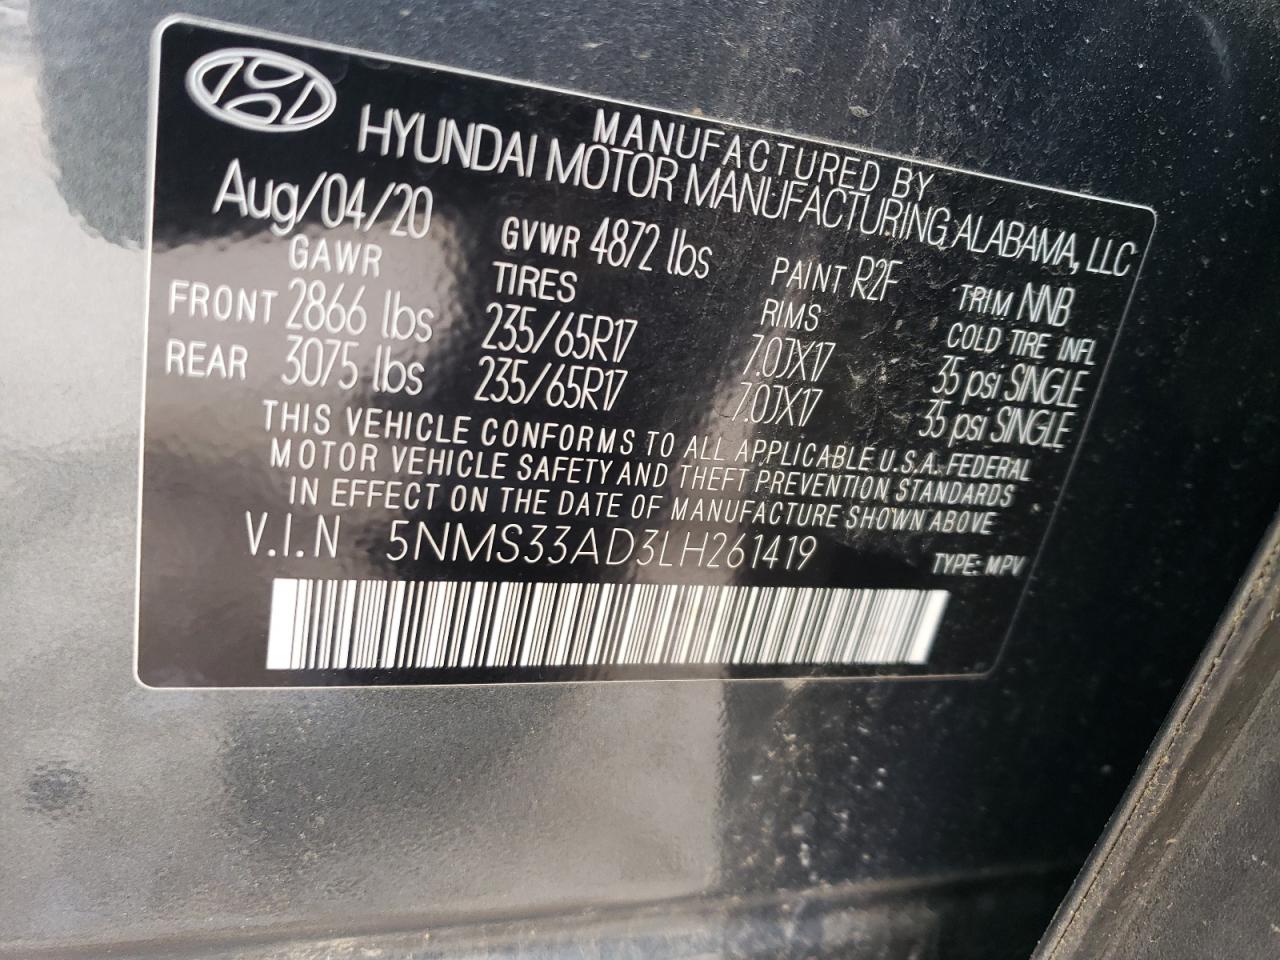 MANUFACTURED BY
HYUNDAI MOTOR MANUFACTURING ALABAMA, LLC
Aug/04/20 GVWR 4872 lbs PAINT R2F TRIM NNB
GAWR TIRES RIMS COLD TIRE INFL
FRONT 2866 lbs 235/65R17 7.0JX17 35 psi SINGLE
REAR 3075 lbs 235/65R17 7.0JX17 35 psi SINGLE
THIS VEHICLE CONFORMS TO ALL APPLICABLE U.S.A. FEDERAL
MOTOR VEHICLE SAFETY AND THEFT PREVENTION STANDARDS
IN EFFECT ON THE DATE OF MANUFACTURE SHOWN ABOVE
V.I.N 5NMS33AD3LH261419 TYPE: MPV